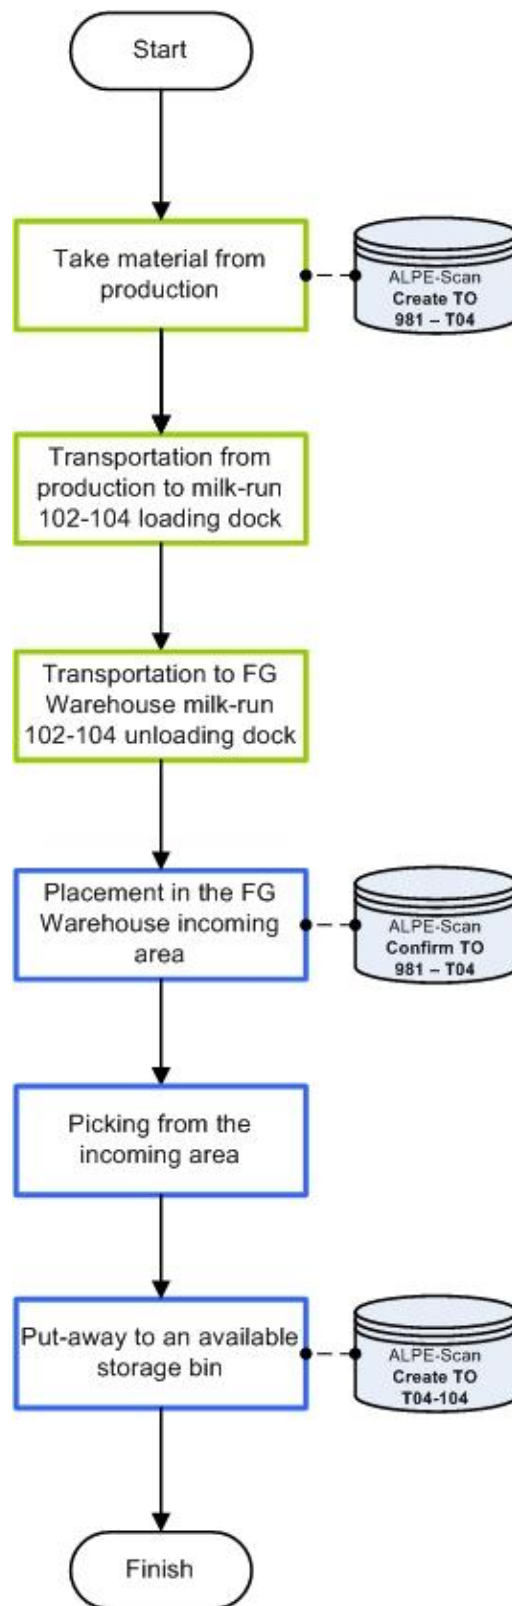 Start
Take material from
production
ALPE-Scan
Create TO
981 – T04
Transportation from
production to milk-run
102-104 loading dock
Transportation to FG
Warehouse milk-run
102-104 unloading dock
Placement in the FG
Warehouse incoming
area
ALPE-Scan
Confirm TO
981 – T04
Picking from the
incoming area
Put-away to an available
storage bin
ALPE-Scan
Create TO
T04-104
Finish